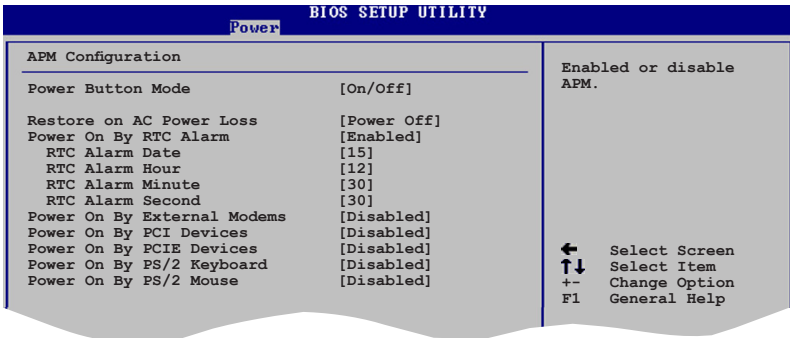 BIOS SETUP UTILITY
Power
APM Configuration
Power Button Mode [On/Off]
Restore on AC Power Loss [Power Off]
Power On By RTC Alarm [Enabled]
RTC Alarm Date [15]
RTC Alarm Hour [12]
RTC Alarm Minute [30]
RTC Alarm Second [30]
Power On By External Modems [Disabled]
Power On By PCI Devices [Disabled]
Power On By PCIE Devices [Disabled]
Power On By PS/2 Keyboard [Disabled]
Power On By PS/2 Mouse [Disabled]
Enabled or disable
APM.
← Select Screen
↑↓ Select Item
+- Change Option
F1 General Help